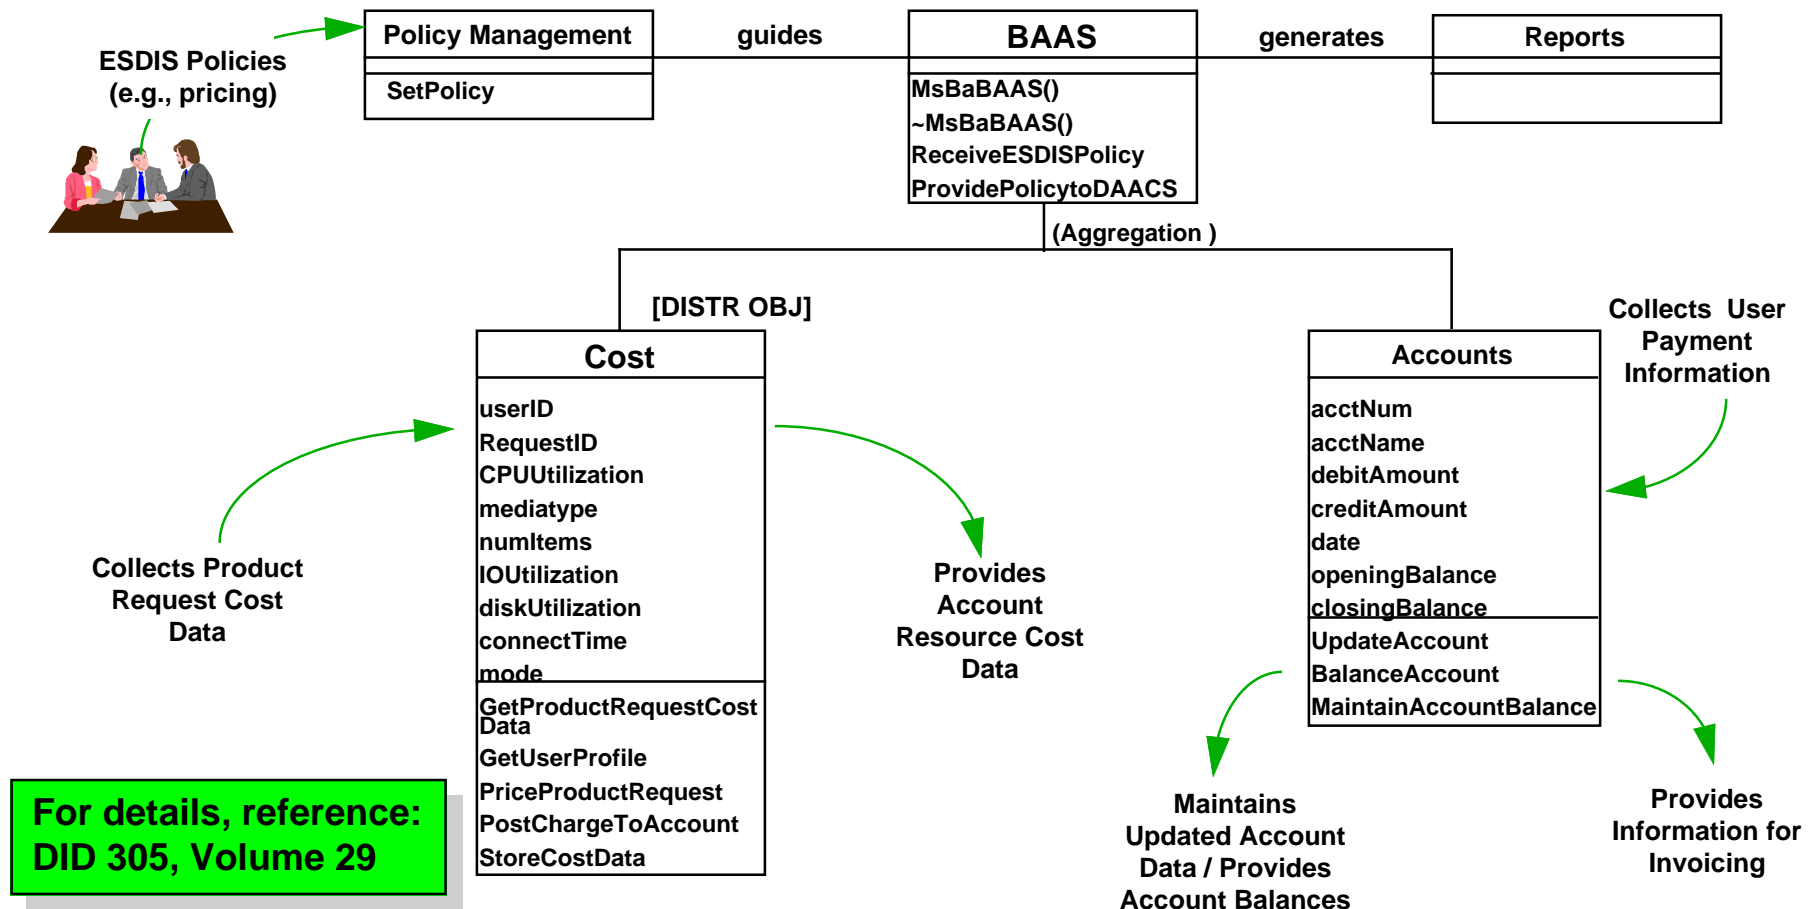 ESDIS Policies
(e.g., pricing)
Policy Management
SetPolicy
guides
BAAS
MsBaBAAS()
~MsBaBAAS()
ReceiveESDISPolicy
ProvidePolicytoDAACS
generates
Reports
(Aggregation )
[DISTR OBJ]
Cost
userID
RequestID
CPUUtilization
mediatype
numItems
IOUtilization
diskUtilization
connectTime
mode
GetProductRequestCost
Data
GetUserProfile
PriceProductRequest
PostChargeToAccount
StoreCostData
Collects Product
Request Cost
Data
Provides
Account
Resource Cost
Data
Accounts
acctNum
acctName
debitAmount
creditAmount
date
openingBalance
closingBalance
UpdateAccount
BalanceAccount
MaintainAccountBalance
Collects  User
Payment
Information
Maintains
Updated Account
Data / Provides
Account Balances
Provides
Information for
Invoicing
For details, reference:
DID 305, Volume 29